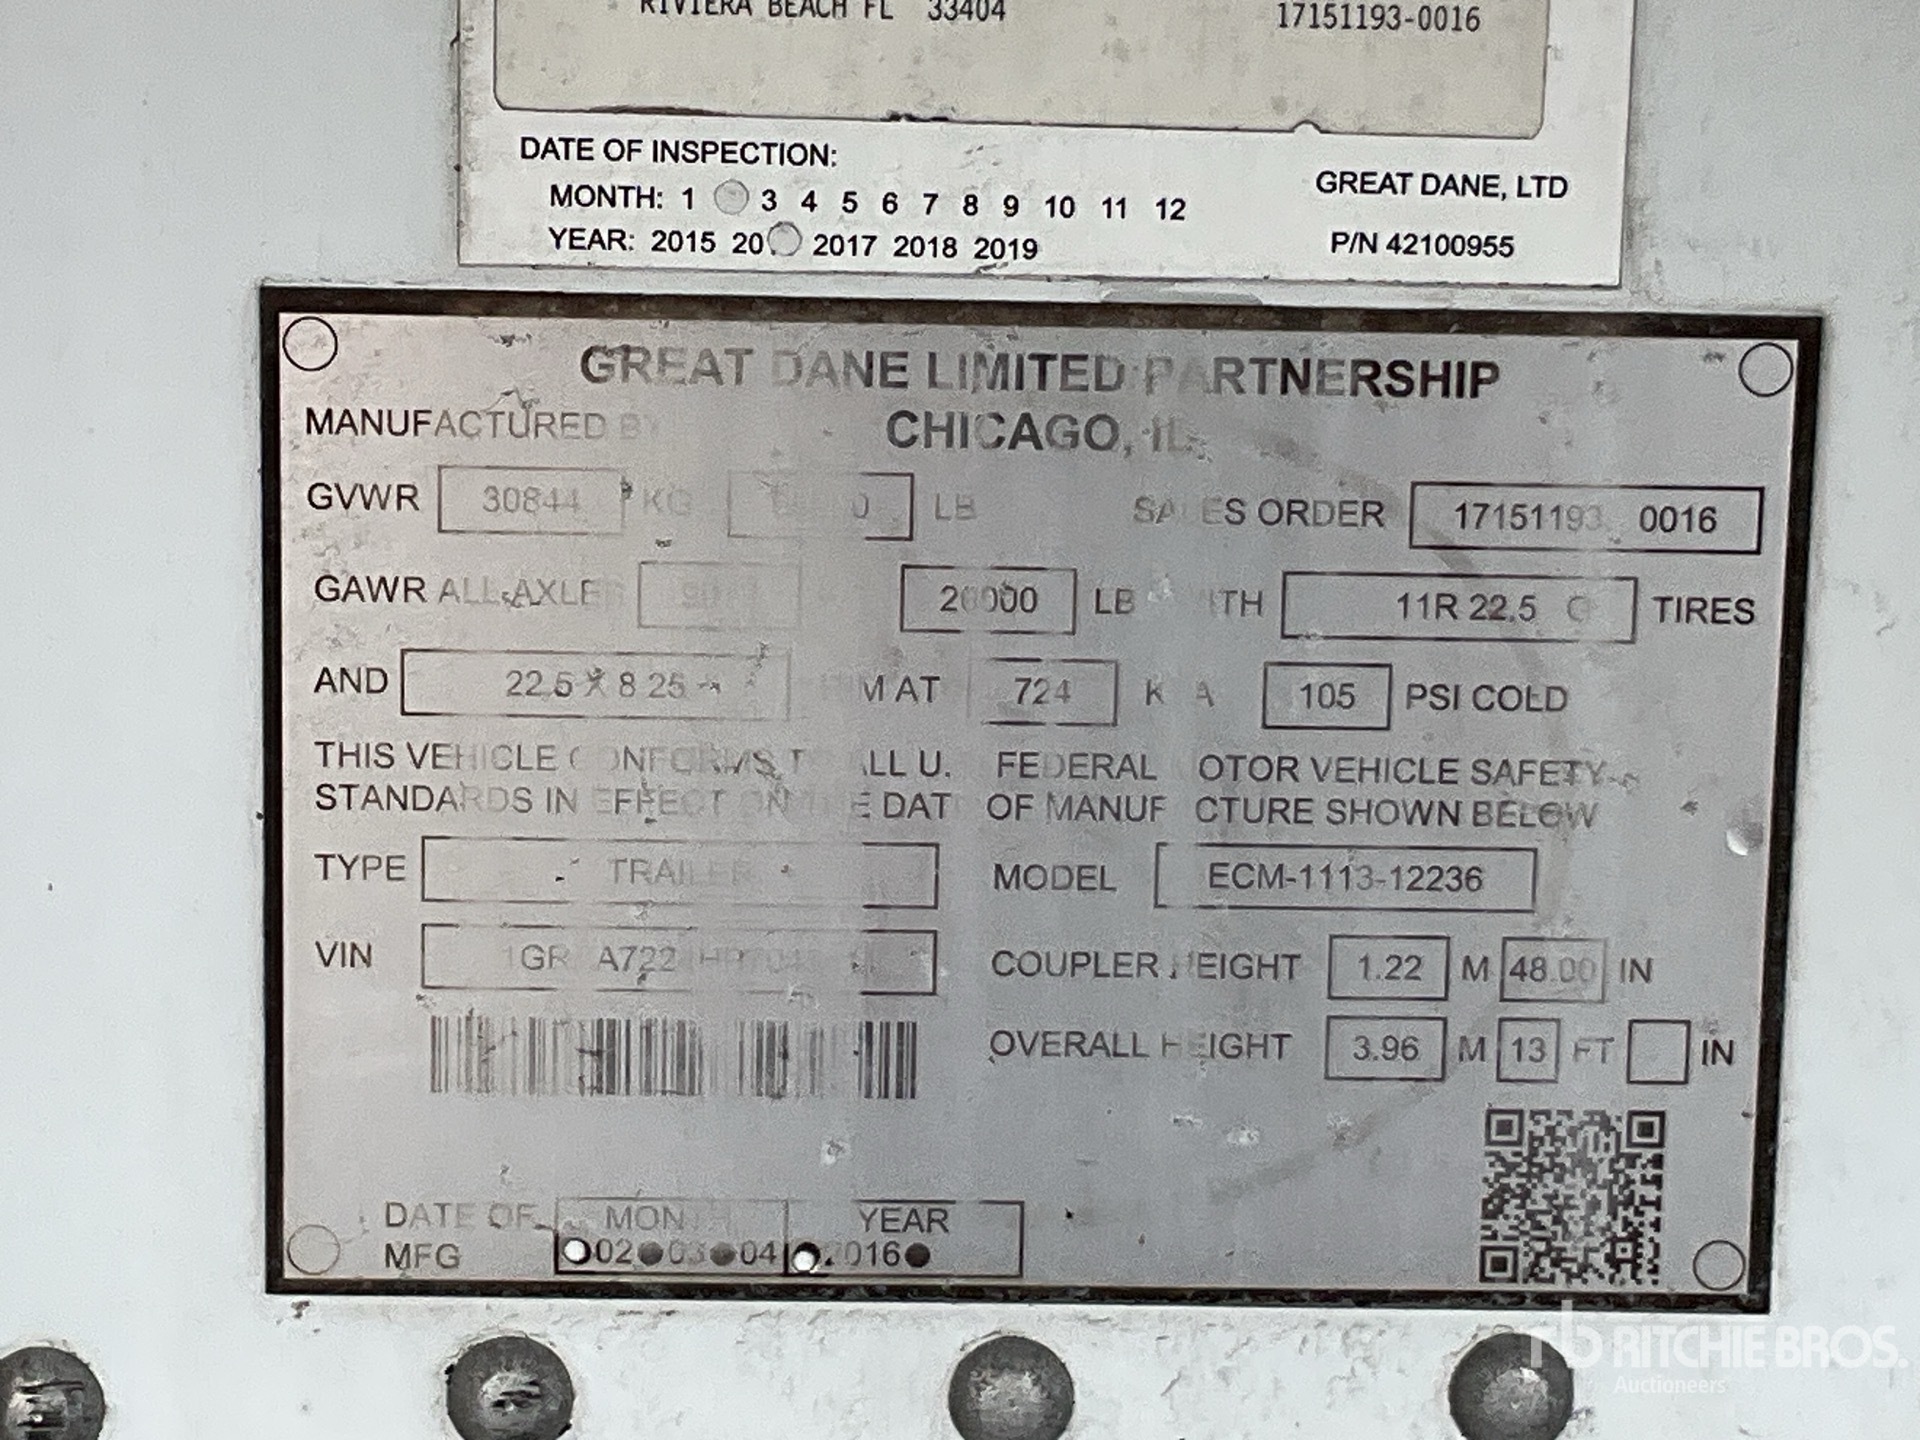 RIVIERA BEACH FL 33404 17151193-0016
DATE OF INSPECTION:
MONTH: 1 3 4 5 6 7 8 9 10 11 12
GREAT DANE, LTD
YEAR: 2015 20 2017 2018 2019
P/N 42100955
GREAT DANE LIMITED PARTNERSHIP
MANUFACTURED BY CHICAGO, IL
GVWR 30844 KG LB SALES ORDER 17151193 0016
GAWR ALL AXLES 20000 LB WITH 11R 22.5 TIRES
AND 22.5 X 8.25 RIM AT 724 KPA 105 PSI COLD
THIS VEHICLE CONFORMS TO ALL U. FEDERAL MOTOR VEHICLE SAFETY
STANDARDS IN EFFECT ON THE DATE OF MANUFACTURE SHOWN BELOW
TYPE TRAILER MODEL ECM-1113-12236
VIN COUPLER HEIGHT 1.22 M 48.00 IN
OVERALL HEIGHT 3.96 M 13 FT IN
DATE OF MONTH YEAR
MFG 02 03 04 2016
RITCHIE BROS.
Auctioneers